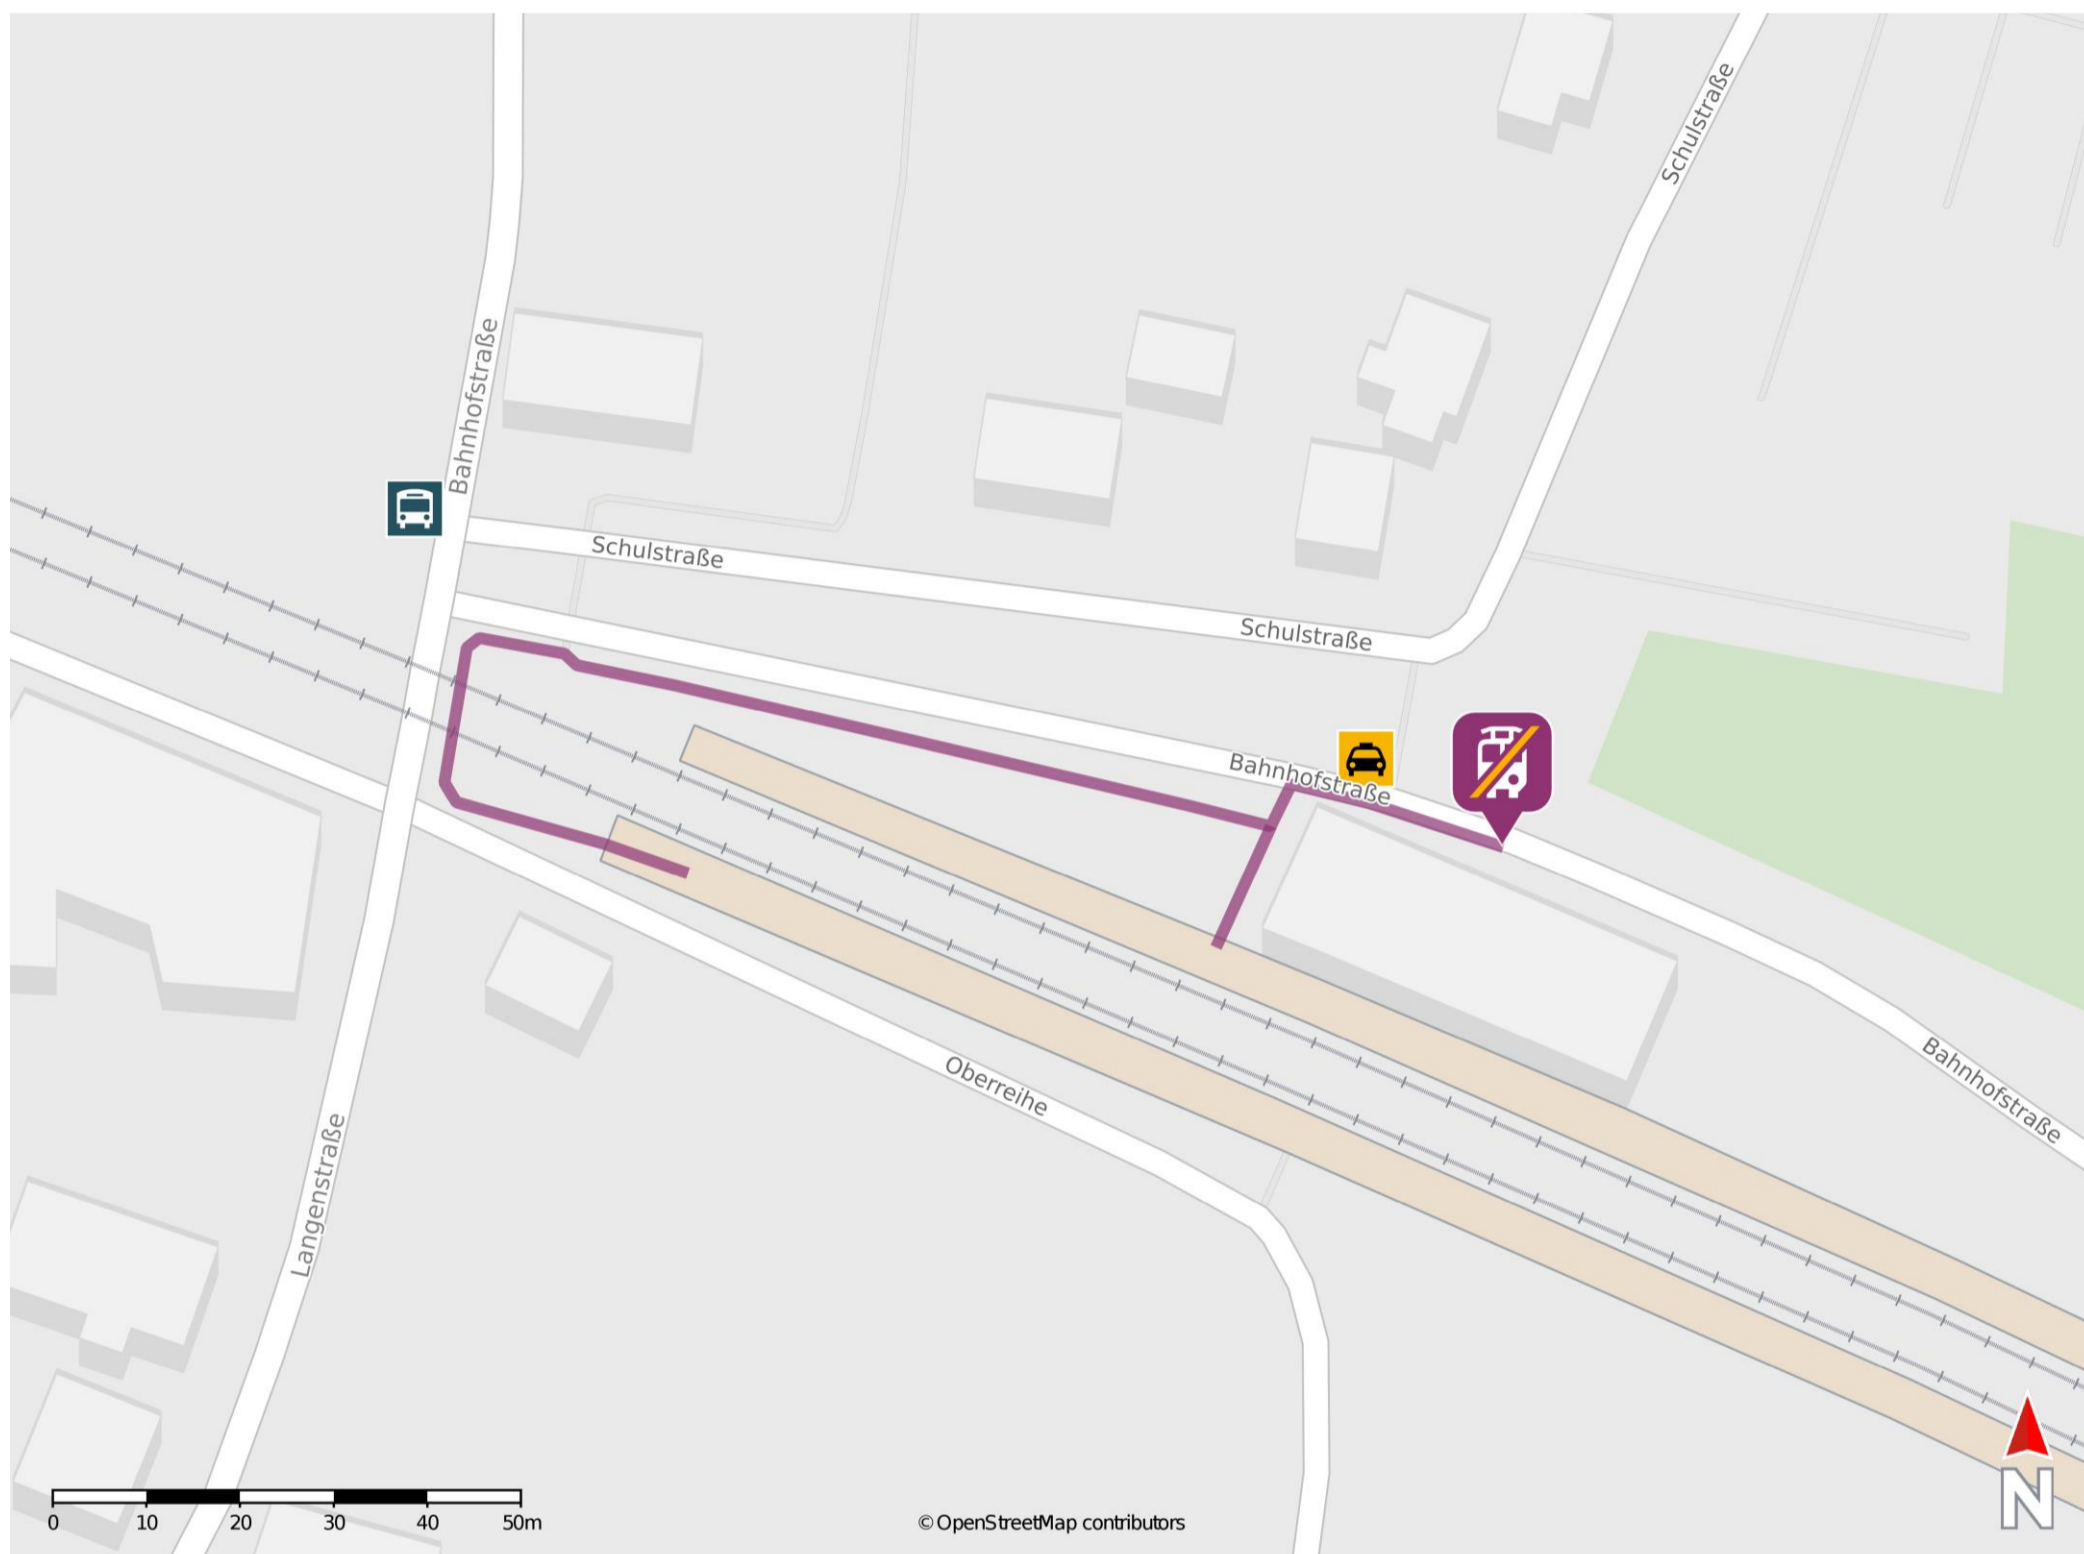 Schulstraße
Bahnhofstraße
Schulstraße
Schulstraße
Bahnhofstraße
Bahnhofstraße
Oberreihe
Langenstraße
N
0 10 20 30 40 50m
© OpenStreetMap contributors